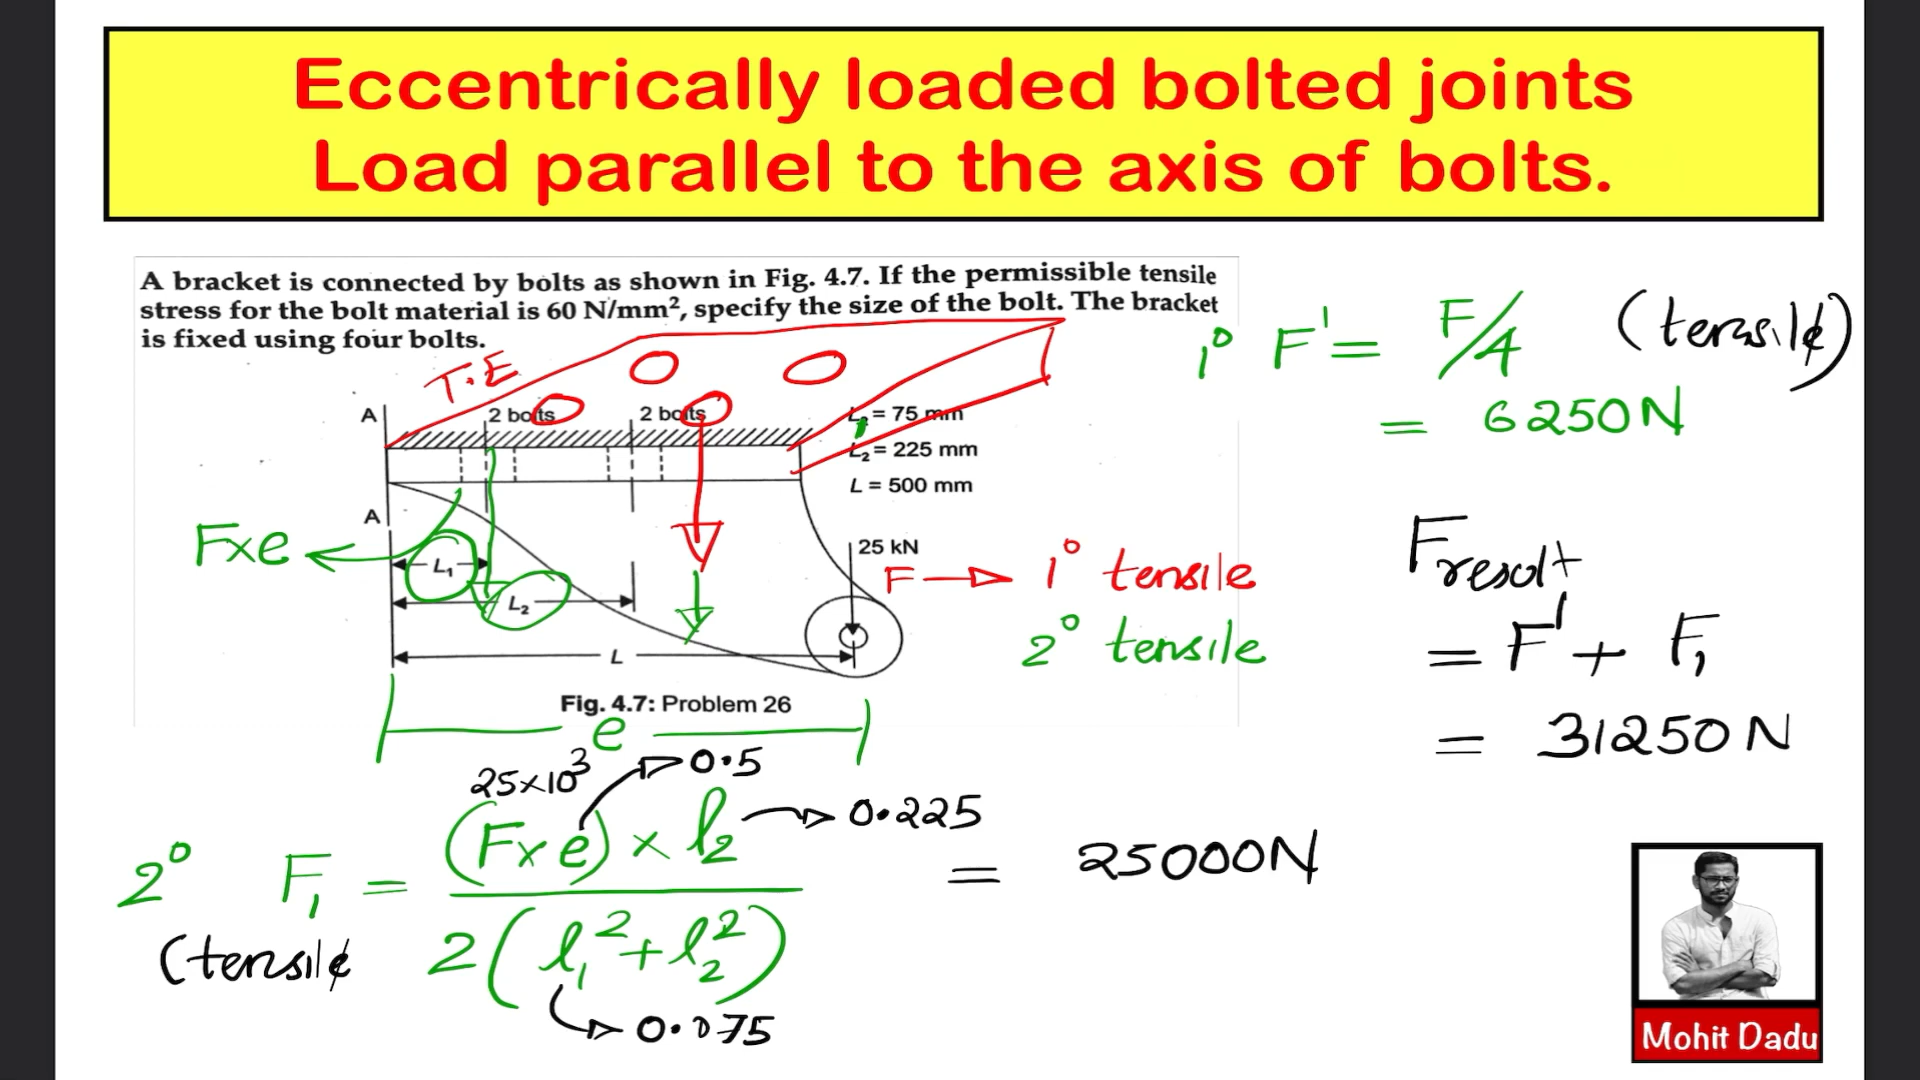 Eccentrically loaded bolted joints
Load parallel to the axis of bolts.
A bracket is connected by bolts as shown in Fig. 4.7. If the permissible tensile
stress for the bolt material is 60 N/mm², specify the size of the bolt. The bracket
is fixed using four bolts.
T.E
A
2 bolts
2 bolts
L₁ = 75 mm
L₂ = 225 mm
L = 500 mm
A
25 kN
L₁
L₂
L
Fxe
F → 1° tensile
2° tensile
Fig. 4.7: Problem 26
e
1° F' = F/4 (tensile)
= 6250N
Fresult
= F' + F₁
= 31250N
25×10³
0.5
2° F₁ = (Fxe) × l₂ / 2(l₁² + l₂²) = 25000N
0.225
(tensile
0.075
Mohit Dadu